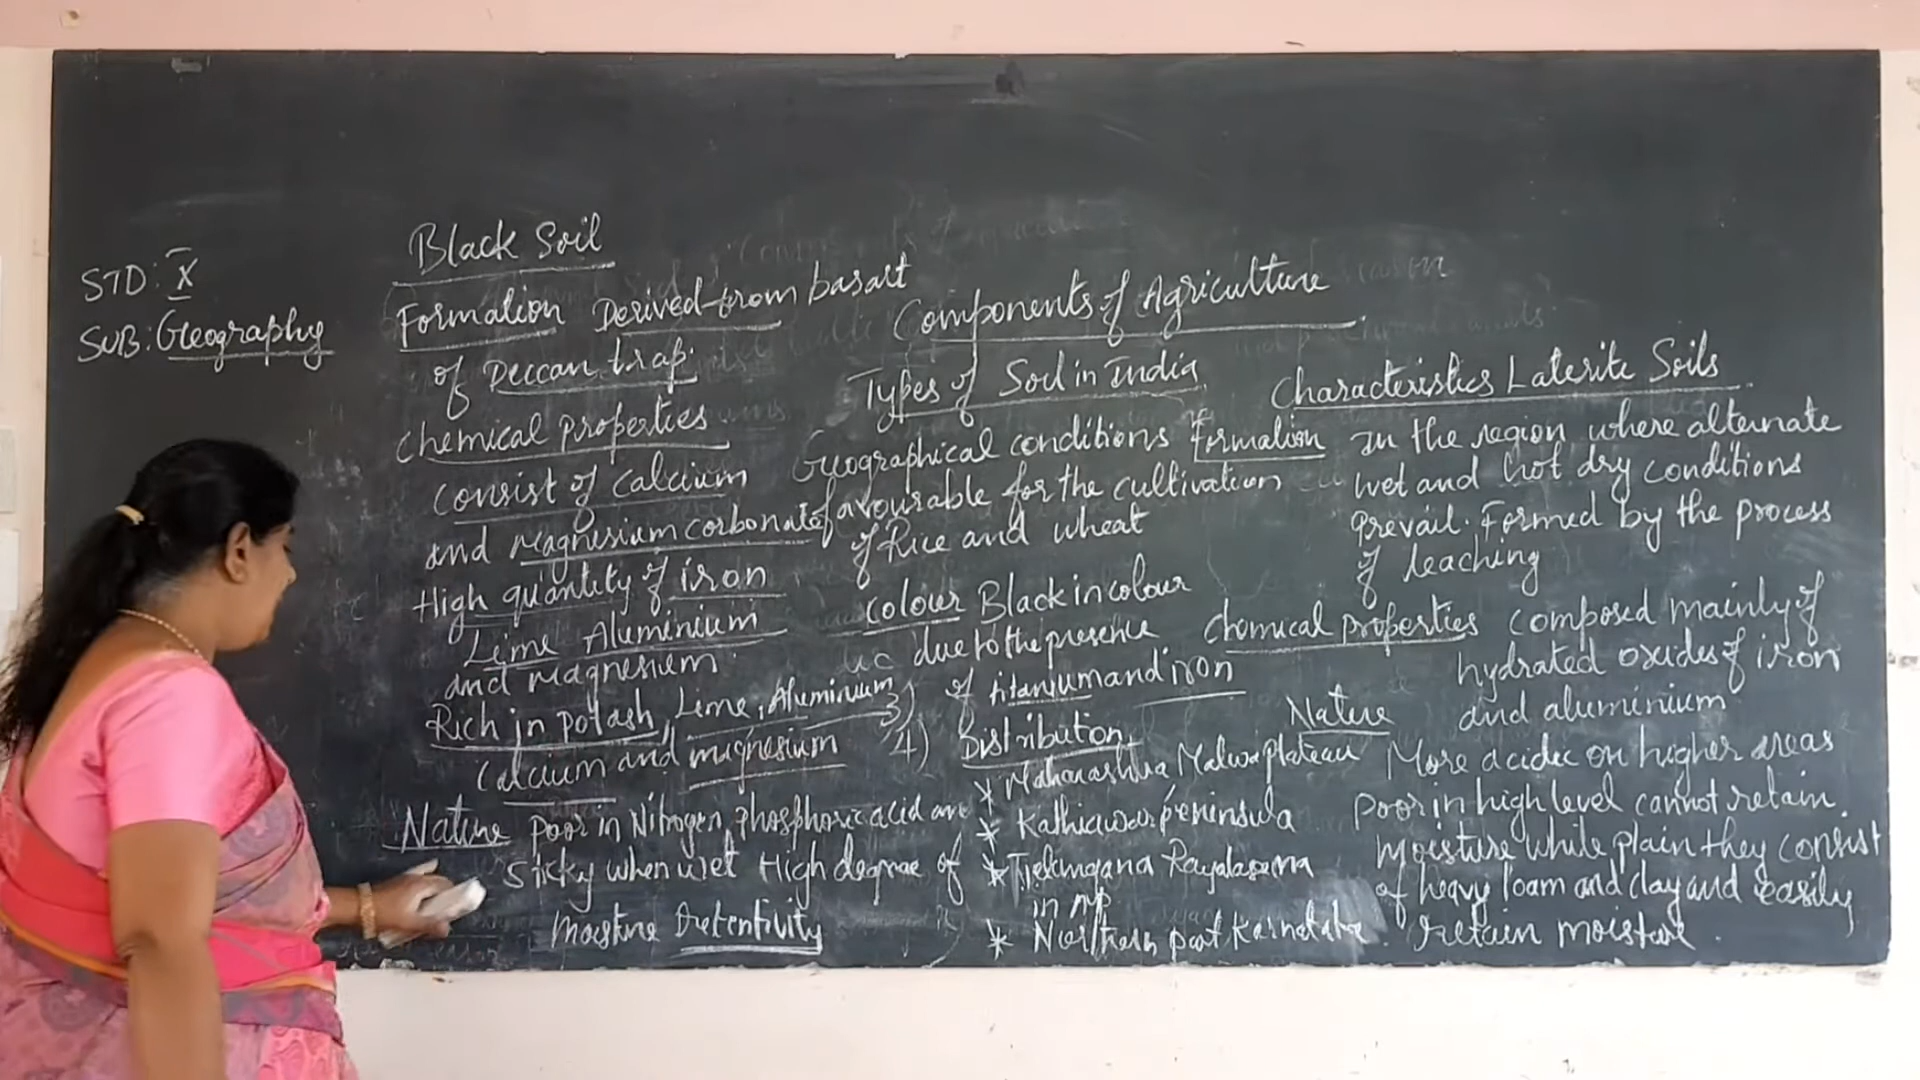 STD: X
SUB: Geography
Black Soil
Formation Derived from basalt
of Deccan trap.
Chemical properties
consist of calcium
and magnesium corbonate
High quantity of iron
Lime Aluminium
and magnesium.
Rich in potash, Lime, Aluminium
Calcium and magnesium
Nature Poor in Nitrogen, phosphoric acid are
sticky when wet High degree of
moisture Retentivity
Components of Agriculture
Types of Soil in India
Geographical conditions
favourable for the cultivation
of Rice and wheat
colour Black in colour
due to the presence
3) of titanium and iron
4) Distribution
* Maharashtra Malwa plateau
* Kathiawar peninsula
* Telungana Rayalasema
in AP
* Northern part Karnataka
Characteristics Laterite Soils
Formation In the region where alternate
wet and hot dry conditions
prevail. Formed by the process
of leaching
Chemical properties composed mainly of
hydrated oxides of iron
and aluminium
Nature
More acidic on higher areas
poor in high level cannot retain
moisture while plain they consist
of heavy loam and clay and easily
retain moisture.